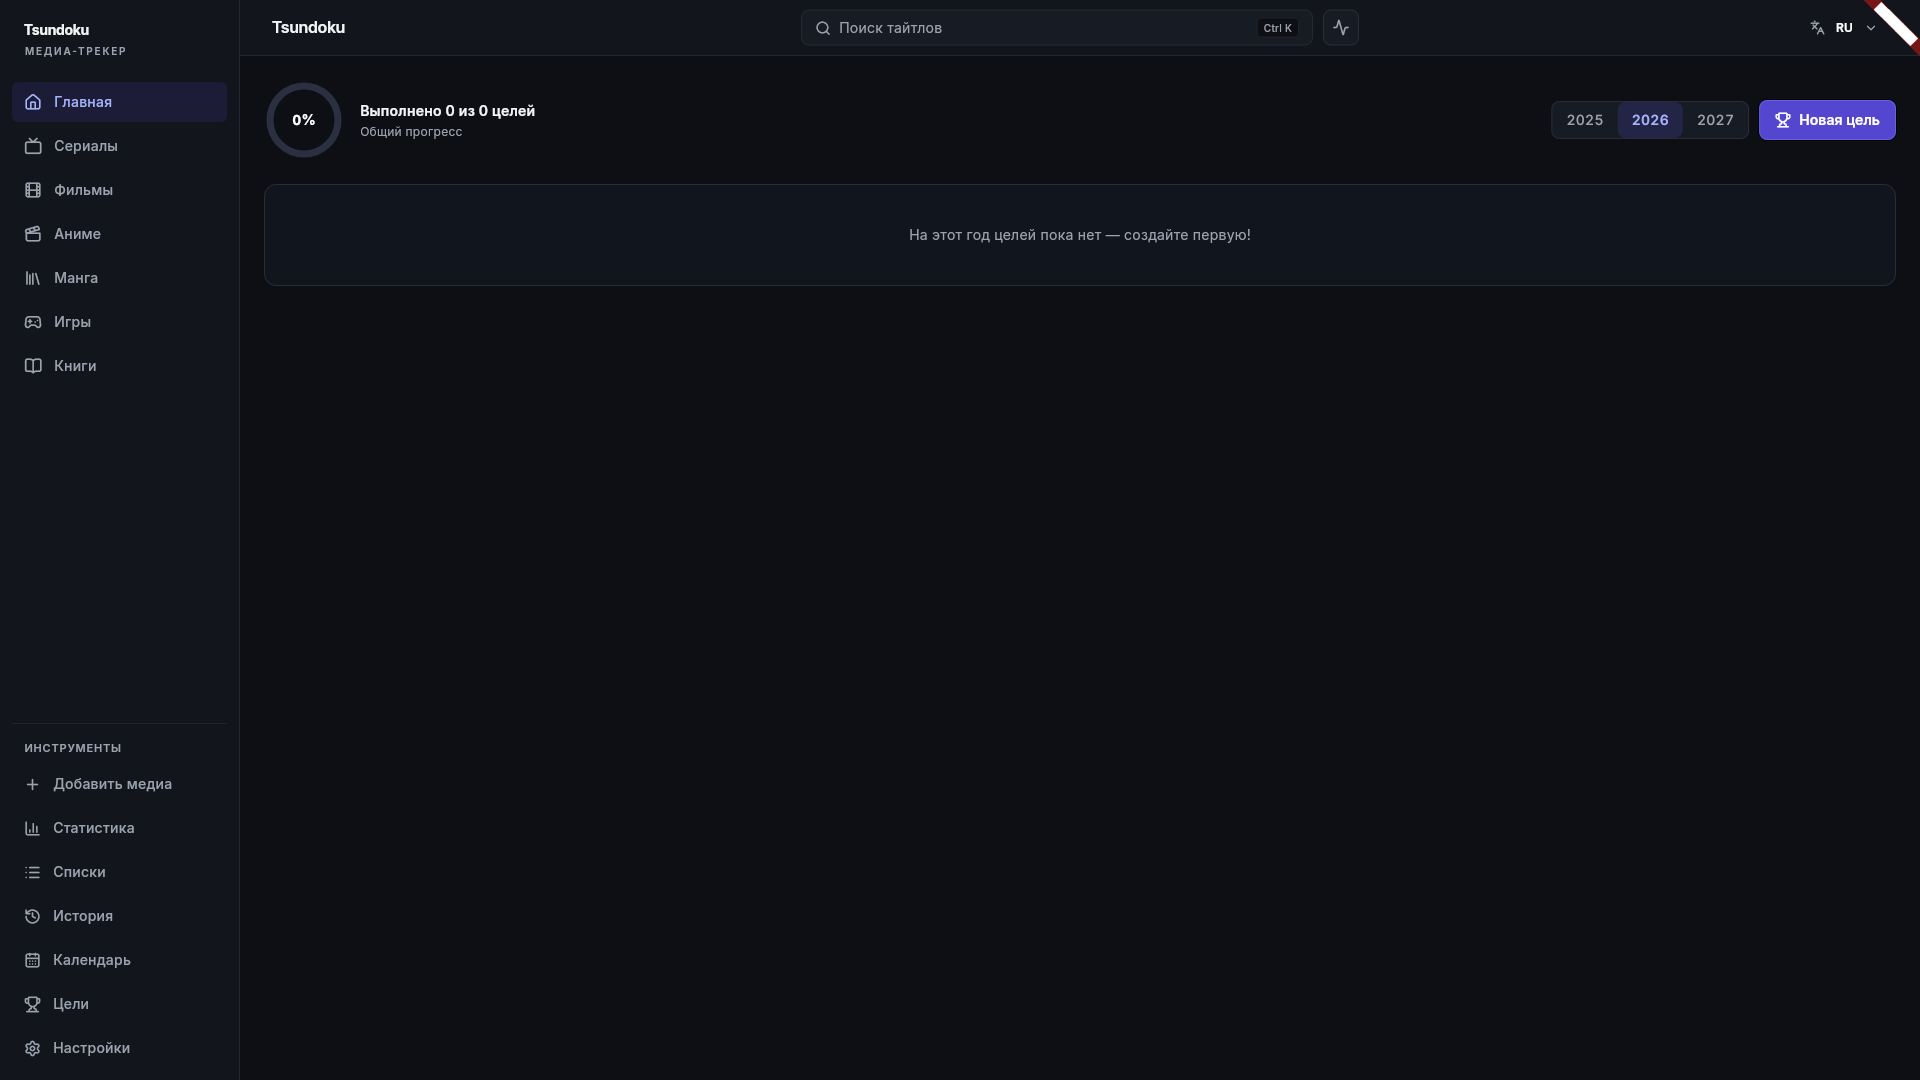 Tsundoku
МЕДИА-ТРЕКЕР
Главная
Сериалы
Фильмы
Аниме
Манга
Игры
Книги
ИНСТРУМЕНТЫ
Добавить медиа
Статистика
Списки
История
Календарь
Цели
Настройки
Tsundoku
Поиск тайтлов
Ctrl K
RU
0%
Выполнено 0 из 0 целей
Общий прогресс
2025
2026
2027
Новая цель
На этот год целей пока нет — создайте первую!